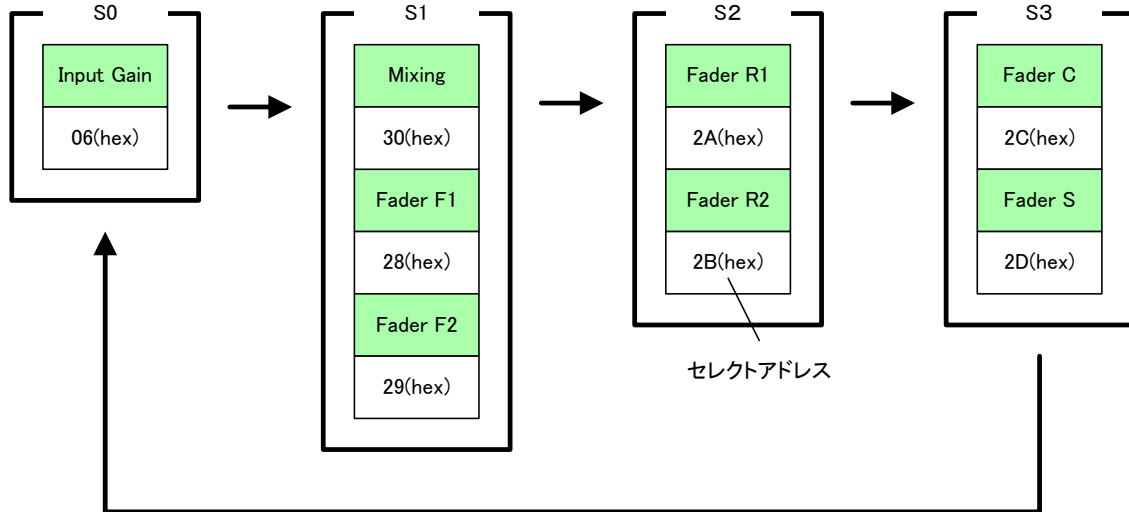 S0
Input Gain
06(hex)
S1
Mixing
30(hex)
Fader F1
28(hex)
Fader F2
29(hex)
S2
Fader R1
2A(hex)
Fader R2
2B(hex)
セレクトアドレス
S3
Fader C
2C(hex)
Fader S
2D(hex)